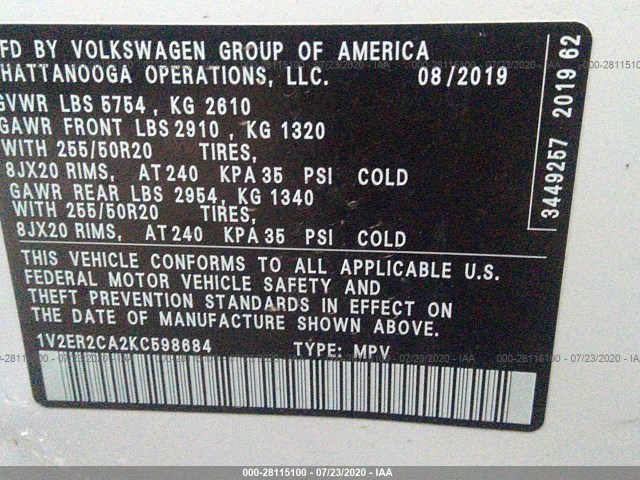 FD BY VOLKSWAGEN GROUP OF AMERICA
HATTANOOGA OPERATIONS, LLC. 08/2019
GVWR LBS 5754 , KG 2610
GAWR FRONT LBS 2910 , KG 1320
WITH 255/50R20 TIRES,
8JX20 RIMS, AT 240 KPA 35 PSI COLD
GAWR REAR LBS 2954, KG 1340
WITH 255/50R20 TIRES,
8JX20 RIMS, AT 240 KPA 35 PSI COLD
THIS VEHICLE CONFORMS TO ALL APPLICABLE U.S.
FEDERAL MOTOR VEHICLE SAFETY AND
THEFT PREVENTION STANDARDS IN EFFECT ON
THE DATE OF MANUFACTURE SHOWN ABOVE.
1V2ER2CA2KC598684 TYPE: MPV
3449257 2019 62
000-28115100 - 07/23/2020 - IAA